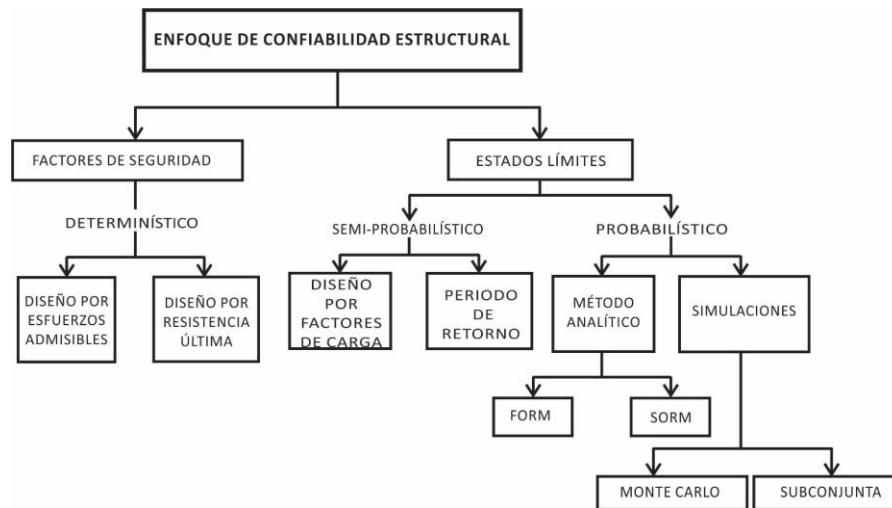 ENFOQUE DE CONFIABILIDAD ESTRUCTURAL
FACTORES DE SEGURIDAD
ESTADOS LÍMITES
DETERMINÍSTICO
SEMI-PROBABILÍSTICO
PROBABILÍSTICO
DISEÑO POR
ESFUERZOS
ADMISIBLES
DISEÑO POR
RESISTENCIA
ÚLTIMA
DISEÑO
POR
FACTORES
DE CARGA
PERIODO
DE
RETORNO
MÉTODO
ANALÍTICO
SIMULACIONES
FORM
SORM
MONTE CARLO
SUBCONJUNTA